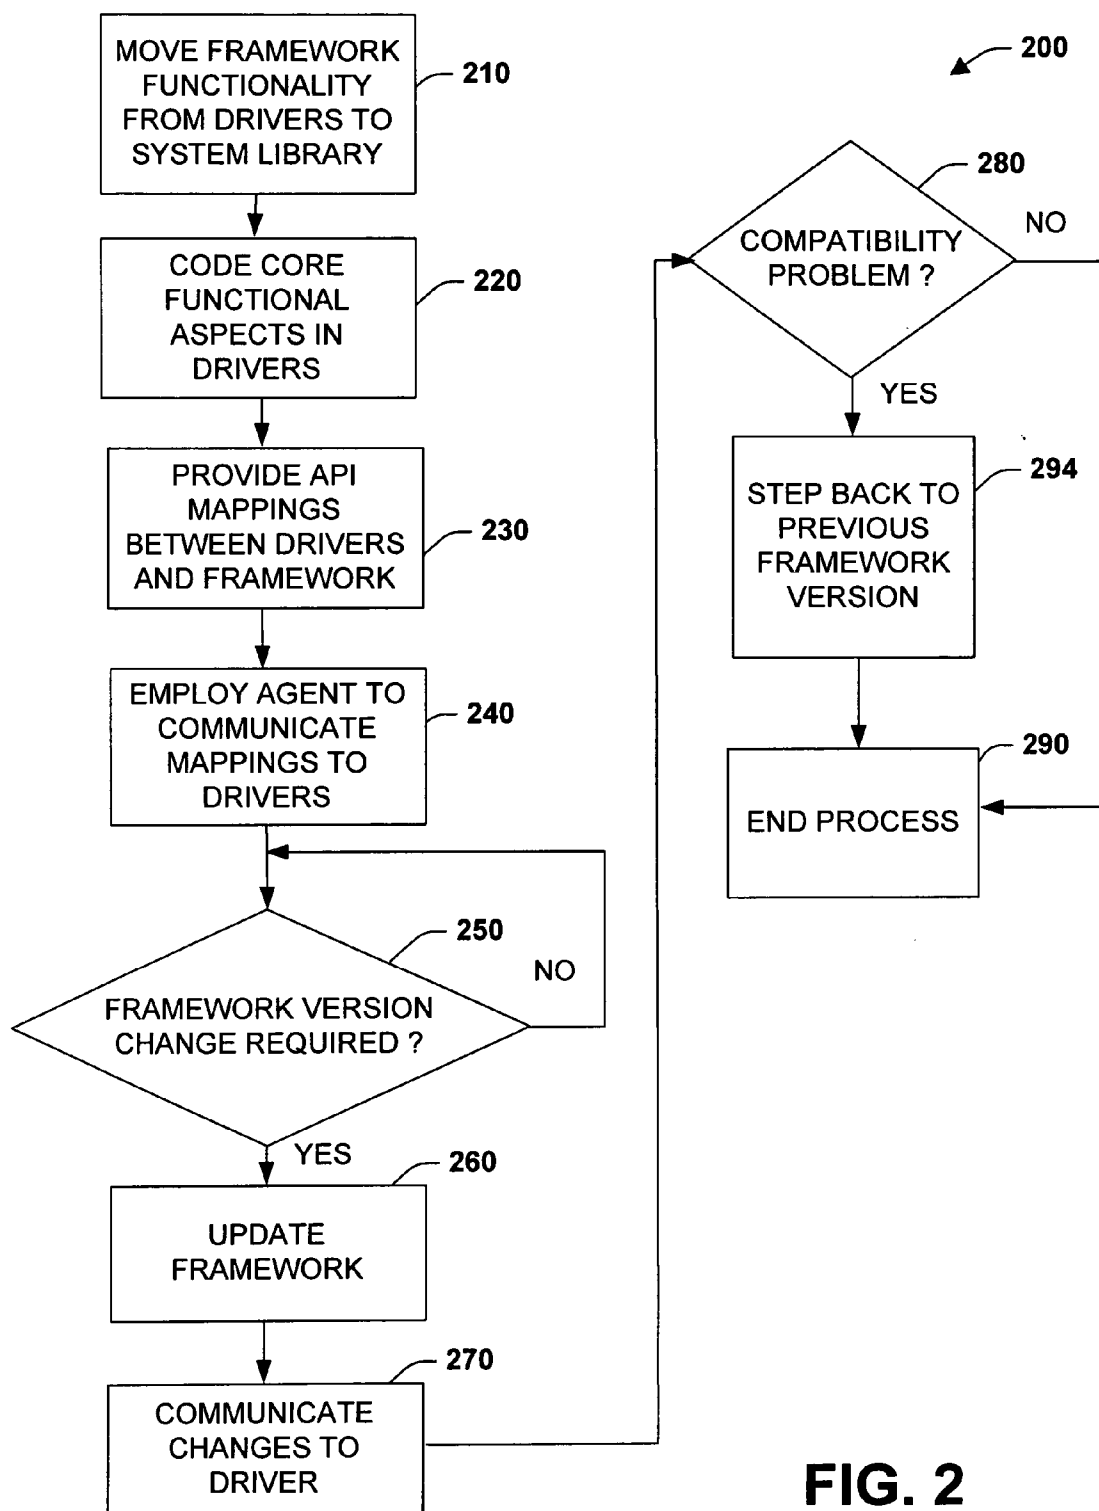 MOVE FRAMEWORK
FUNCTIONALITY
FROM DRIVERS TO
SYSTEM LIBRARY
210
CODE CORE
FUNCTIONAL
ASPECTS IN
DRIVERS
220
PROVIDE API
MAPPINGS
BETWEEN DRIVERS
AND FRAMEWORK
230
EMPLOY AGENT TO
COMMUNICATE
MAPPINGS TO
DRIVERS
240
250
NO
FRAMEWORK VERSION
CHANGE REQUIRED ?
YES
260
UPDATE
FRAMEWORK
270
COMMUNICATE
CHANGES TO
DRIVER
200
280
NO
COMPATIBILITY
PROBLEM ?
YES
294
STEP BACK TO
PREVIOUS
FRAMEWORK
VERSION
290
END PROCESS
FIG. 2